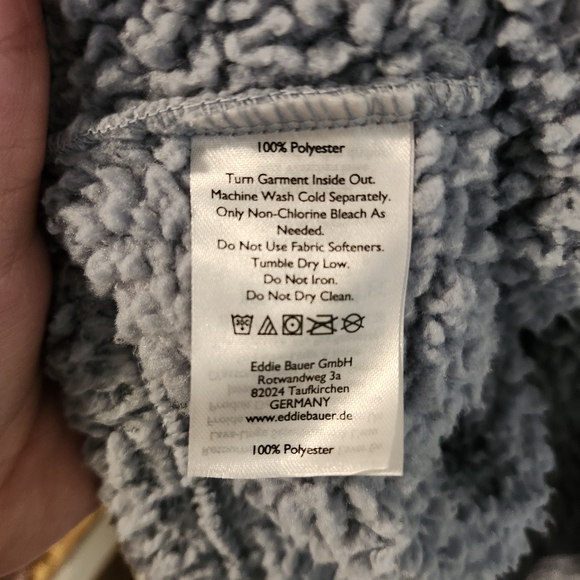 100% Polyester
Turn Garment Inside Out.
Machine Wash Cold Separately.
Only Non-Chlorine Bleach As
Needed.
Do Not Use Fabric Softeners.
Tumble Dry Low.
Do Not Iron.
Do Not Dry Clean.
Eddie Bauer GmbH
Rotwandweg 3a
82024 Taufkirchen
GERMANY
www.eddiebauer.de
100% Polyester